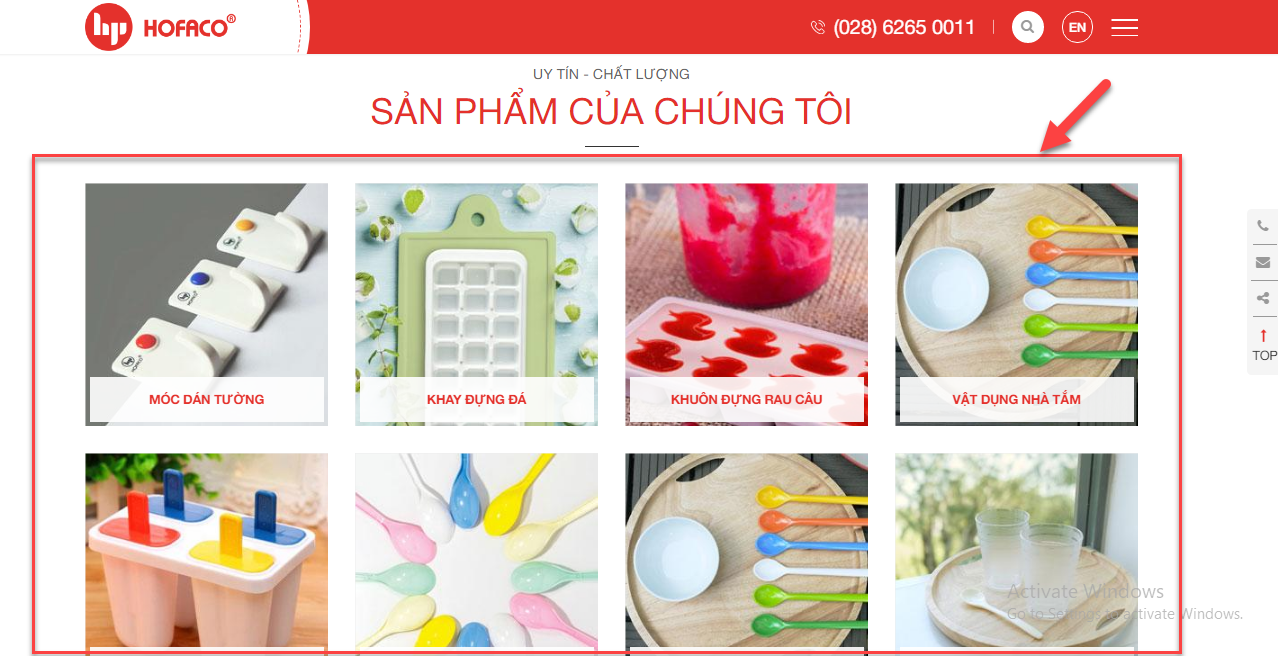 hp HOFACO®
(028) 6265 0011
EN
UY TÍN - CHẤT LƯỢNG
SẢN PHẨM CỦA CHÚNG TÔI
MÓC DÁN TƯỜNG
KHAY ĐỰNG ĐÁ
KHUÔN ĐỰNG RAU CÂU
VẬT DỤNG NHÀ TẮM
TOP
Activate Windows
Go to Settings to activate Windows.